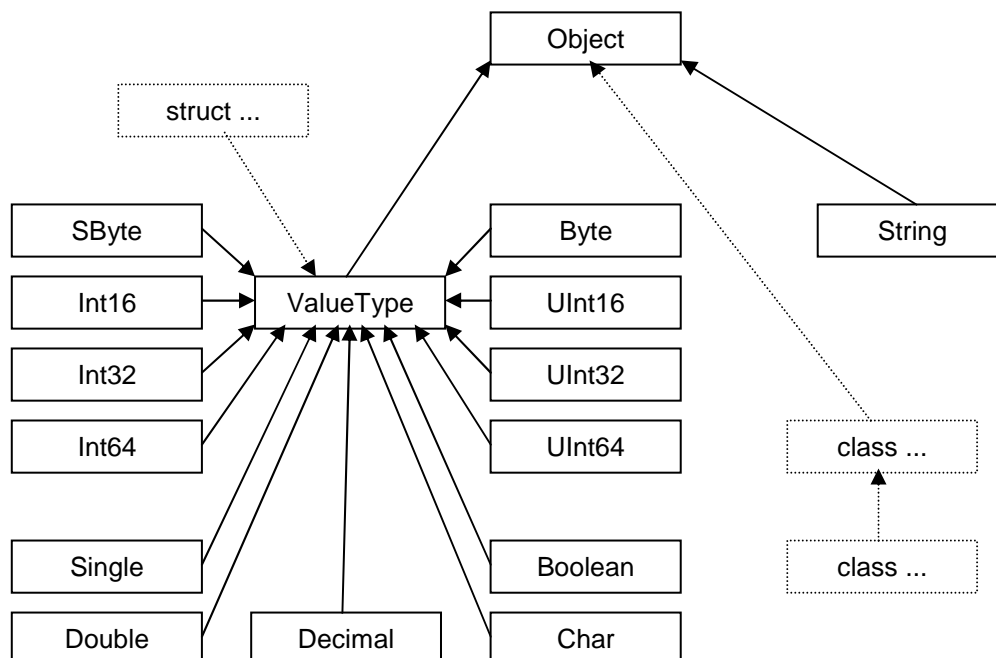 Object
struct ...
SByte
Byte
String
Int16
ValueType
UInt16
Int32
UInt32
Int64
UInt64
class ...
Single
Boolean
class ...
Double
Decimal
Char